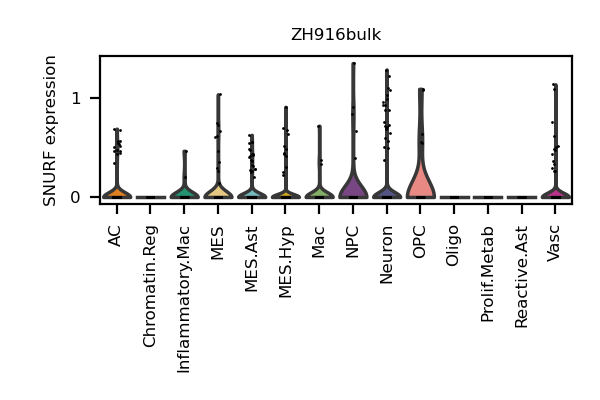 ZH916bulk
SNURF expression
1
0
AC
Chromatin.Reg
Inflammatory.Mac
MES
MES.Ast
MES.Hyp
Mac
NPC
Neuron
OPC
Oligo
Prolif.Metab
Reactive.Ast
Vasc